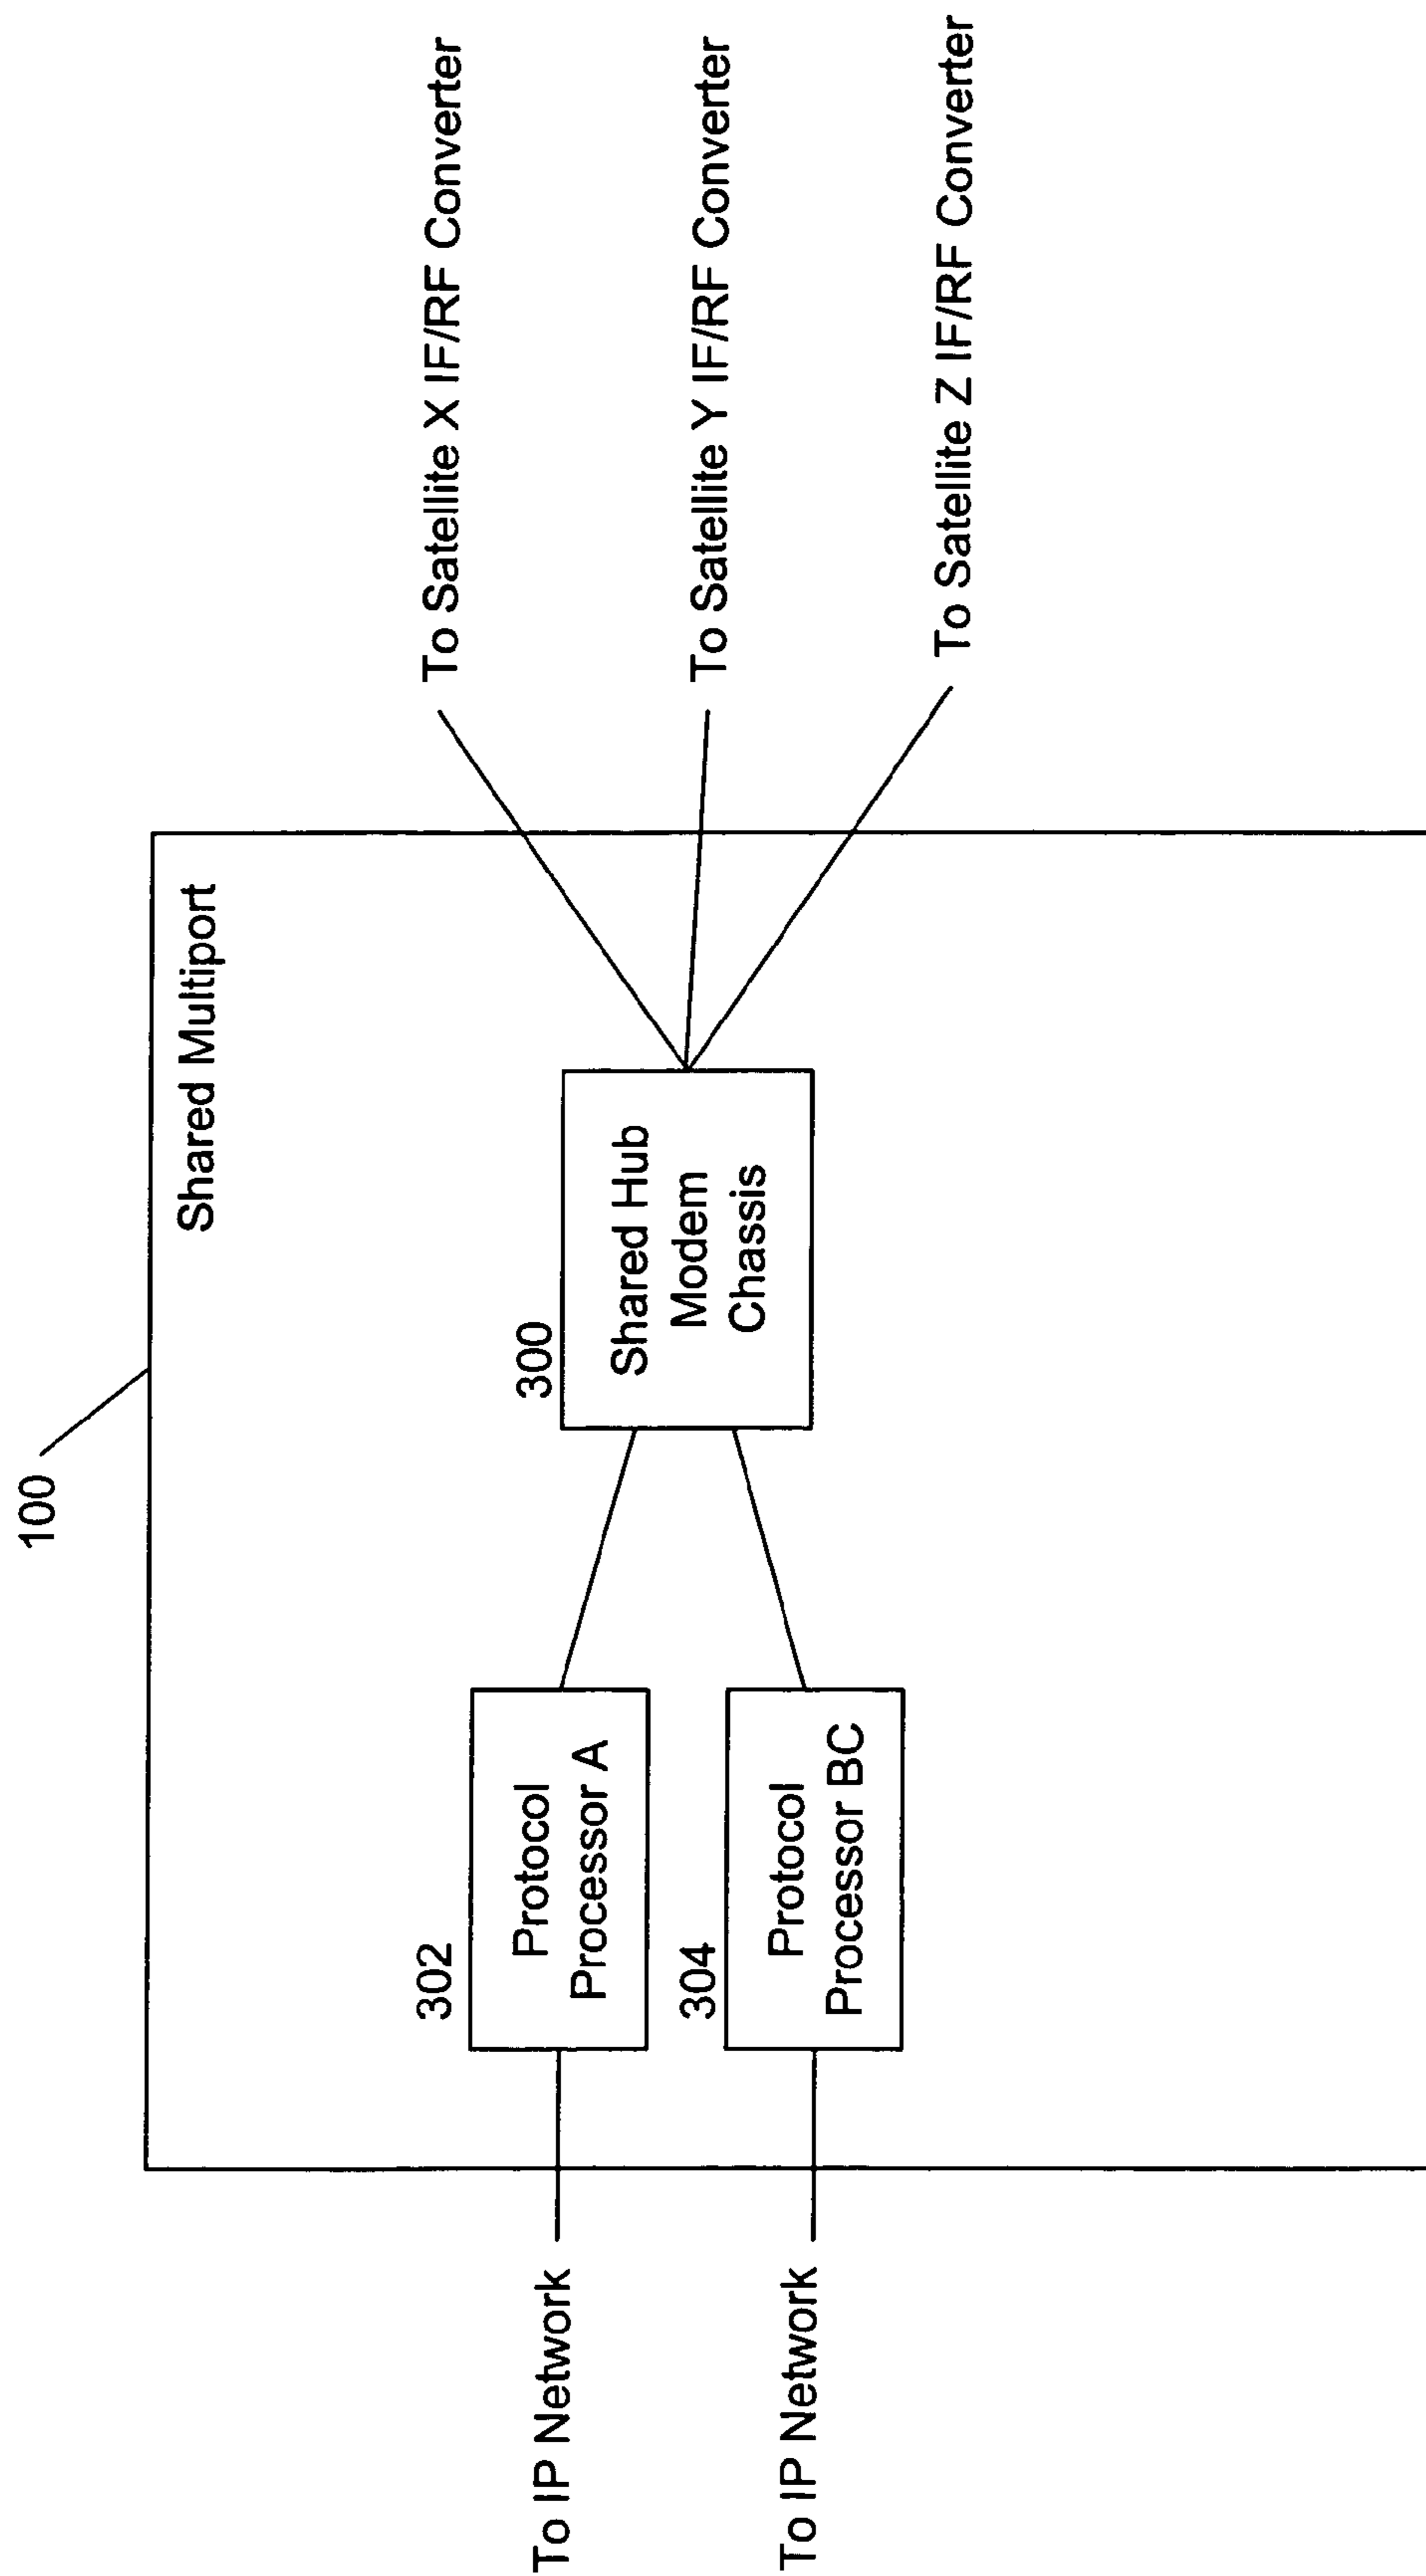 100
Shared Multiport
To IP Network
302
Protocol
Processor A
To IP Network
304
Protocol
Processor BC
300
Shared Hub
Modem
Chassis
To Satellite X IF/RF Converter
To Satellite Y IF/RF Converter
To Satellite Z IF/RF Converter